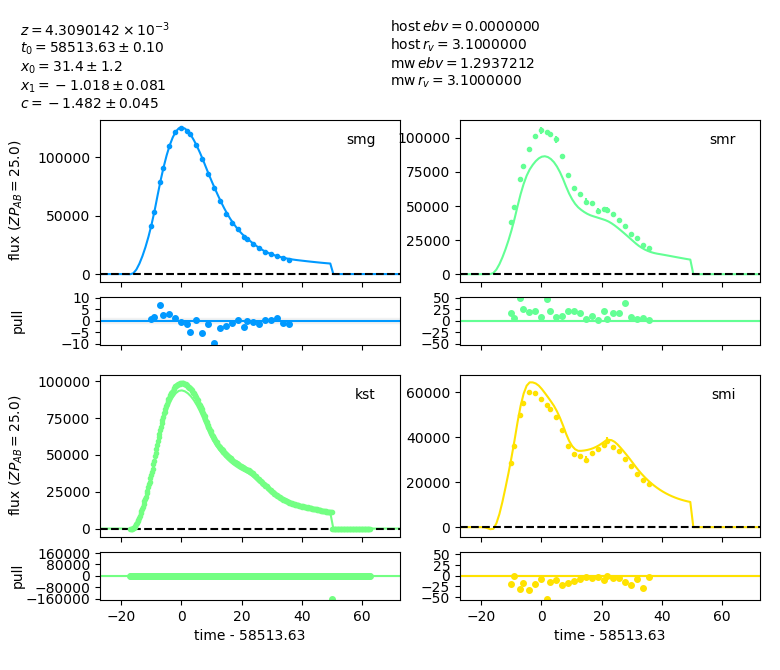 z = 4.3090142 × 10⁻³
t₀ = 58513.63 ± 0.10
x₀ = 31.4 ± 1.2
x₁ = −1.018 ± 0.081
c = −1.482 ± 0.045
host ebv = 0.0000000
host r_v = 3.1000000
mw ebv = 1.2937212
mw r_v = 3.1000000
flux (ZP_AB = 25.0)
100000
50000
0
smg
100000
75000
50000
25000
0
smr
pull
10
5
0
−5
−10
50
25
0
−25
−50
flux (ZP_AB = 25.0)
100000
75000
50000
25000
0
kst
60000
40000
20000
0
smi
pull
160000
80000
0
−80000
−160000
−20 0 20 40 60
time - 58513.63
50
25
0
−25
−50
−20 0 20 40 60
time - 58513.63